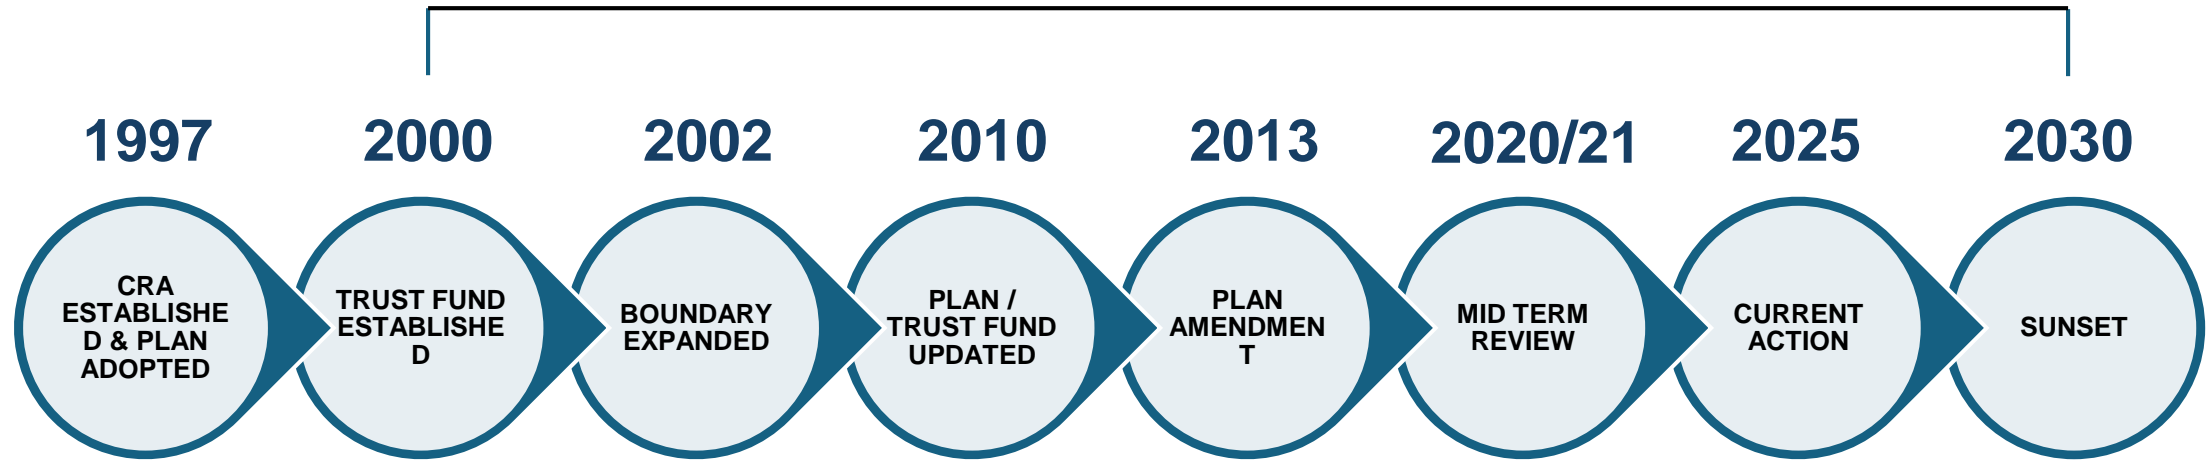 1997
2000
2002
2010
2013
2020/21
2025
2030
CRA
ESTABLISHE
D & PLAN
ADOPTED
TRUST FUND
ESTABLISHE
D
BOUNDARY
EXPANDED
PLAN /
TRUST FUND
UPDATED
PLAN
AMENDMEN
T
MID TERM
REVIEW
CURRENT
ACTION
SUNSET